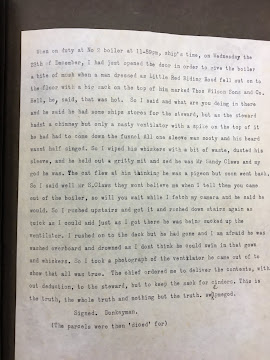 When on duty at No 2 boiler at 11-50pm, ship's time, on Wednesday the
25th of December, I had just opened the door in order to give the boiler
a bite of when a man dressed as Little Red Riding Hood fell out on to
the floor with a big sack on the top of him marked Thos Wilson Sons and Co.
Hell, he, said, that was hot. So I said and what are you doing in there
and he said he had some ships stores for the steward, but as the steward
hadnt a chimney but only a nasty ventilator with a spike on the top of it
he had had to come down the funnel All one sleeve was sooty and his beard
was half singed. So I wiped his whiskers with a bit of waste, dusted his
sleeve, and he held out a gritty mit and sed he was Mr Sandy Claws and my
god he was. The cat flew at him thinking he was a pigeon but soon went back.
So I said well Mr S.Claws they most believe me when I tell them you came
out of the boiler, so will you wait while I fetch my camera and he said he
would. So I rushed upstairs and got it and rushed down stairs again as
quick as I could and just as I got there he was being sucked up the
ventilator. I rushed on to the deck but he had gone and I am afraid he was
washed overboard and drowned as I dont think he could swim in that gown
and whiskers. So I took a photograph of the ventilator he came out of to
show that all was true. The chief ordered me to deliver the contents, with-
out deduction, to the steward, but to keep the sack for cinders. This is
the truth, the whole truth and nothing but the truth,
Signed. Donkeyman.
(The parcels were then 'diced' for)